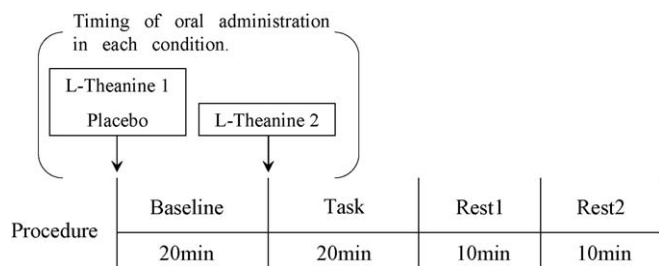 Timing of oral administration
in each condition.
L-Theanine 1
Placebo
L-Theanine 2
Procedure
Baseline Task Rest1 Rest2
20min 20min 10min 10min